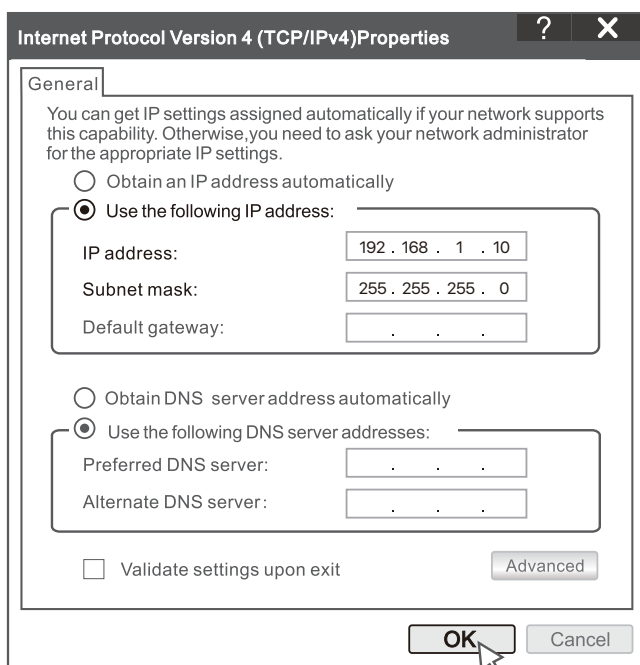 Internet Protocol Version 4 (TCP/IPv4)Properties ? X
General
You can get IP settings assigned automatically if your network supports
this capability. Otherwise,you need to ask your network administrator
for the appropriate IP settings.
Obtain an IP address automatically
Use the following IP address:
IP address: 192 . 168 . 1 . 10
Subnet mask: 255 . 255 . 255 . 0
Default gateway: . . .
Obtain DNS server address automatically
Use the following DNS server addresses:
Preferred DNS server: . . .
Alternate DNS server: . . .
Validate settings upon exit Advanced
OK Cancel